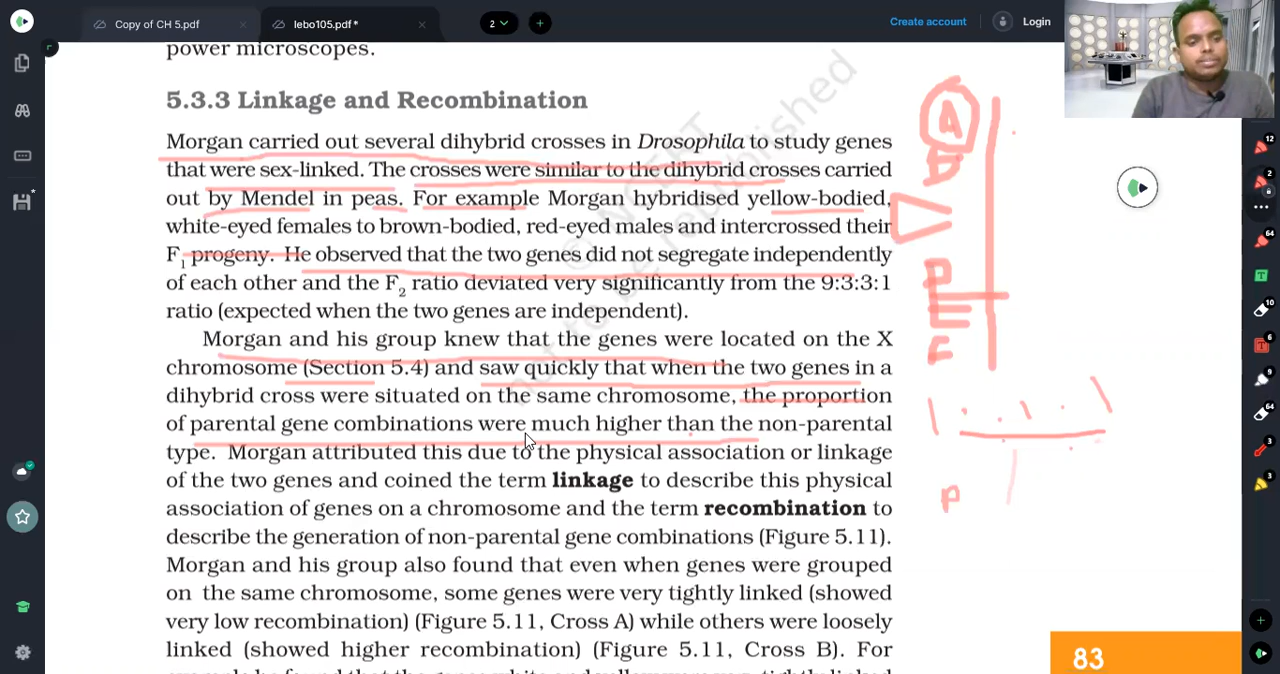 Copy of CH 5.pdf
lebo105.pdf*
2
Create account
Login
power microscopes.
5.3.3 Linkage and Recombination
Morgan carried out several dihybrid crosses in Drosophila to study genes
that were sex-linked. The crosses were similar to the dihybrid crosses carried
out by Mendel in peas. For example Morgan hybridised yellow-bodied,
white-eyed females to brown-bodied, red-eyed males and intercrossed their
F1 progeny. He observed that the two genes did not segregate independently
of each other and the F2 ratio deviated very significantly from the 9:3:3:1
ratio (expected when the two genes are independent).
Morgan and his group knew that the genes were located on the X
chromosome (Section 5.4) and saw quickly that when the two genes in a
dihybrid cross were situated on the same chromosome, the proportion
of parental gene combinations were much higher than the non-parental
type. Morgan attributed this due to the physical association or linkage
of the two genes and coined the term linkage to describe this physical
association of genes on a chromosome and the term recombination to
describe the generation of non-parental gene combinations (Figure 5.11).
Morgan and his group also found that even when genes were grouped
on the same chromosome, some genes were very tightly linked (showed
very low recombination) (Figure 5.11, Cross A) while others were loosely
linked (showed higher recombination) (Figure 5.11, Cross B). For
A
P
83
12
2
64
10
6
9
64
3
3